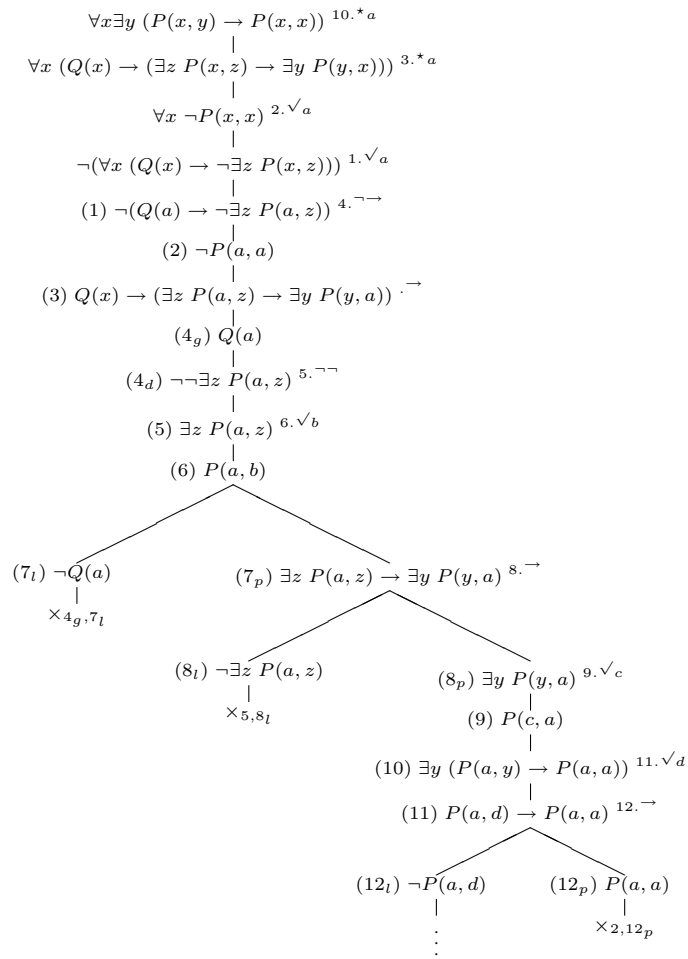 ∀x∃y (P(x, y) → P(x, x)) 10.⋆a
∀x (Q(x) → (∃z P(x, z) → ∃y P(y, x))) 3.⋆a
∀x ¬P(x, x) 2.√a
¬(∀x (Q(x) → ¬∃z P(x, z))) 1.√a
(1) ¬(Q(a) → ¬∃z P(a, z)) 4.¬→
(2) ¬P(a, a)
(3) Q(x) → (∃z P(a, z) → ∃y P(y, a)) .→
(4g) Q(a)
(4d) ¬¬∃z P(a, z) 5.¬¬
(5) ∃z P(a, z) 6.√b
(6) P(a, b)
(7l) ¬Q(a)
(7p) ∃z P(a, z) → ∃y P(y, a) 8.→
×4g,7l
(8l) ¬∃z P(a, z)
(8p) ∃y P(y, a) 9.√c
×5,8l
(9) P(c, a)
(10) ∃y (P(a, y) → P(a, a)) 11.√d
(11) P(a, d) → P(a, a) 12.→
(12l) ¬P(a, d)
(12p) P(a, a)
×2,12p
⋮